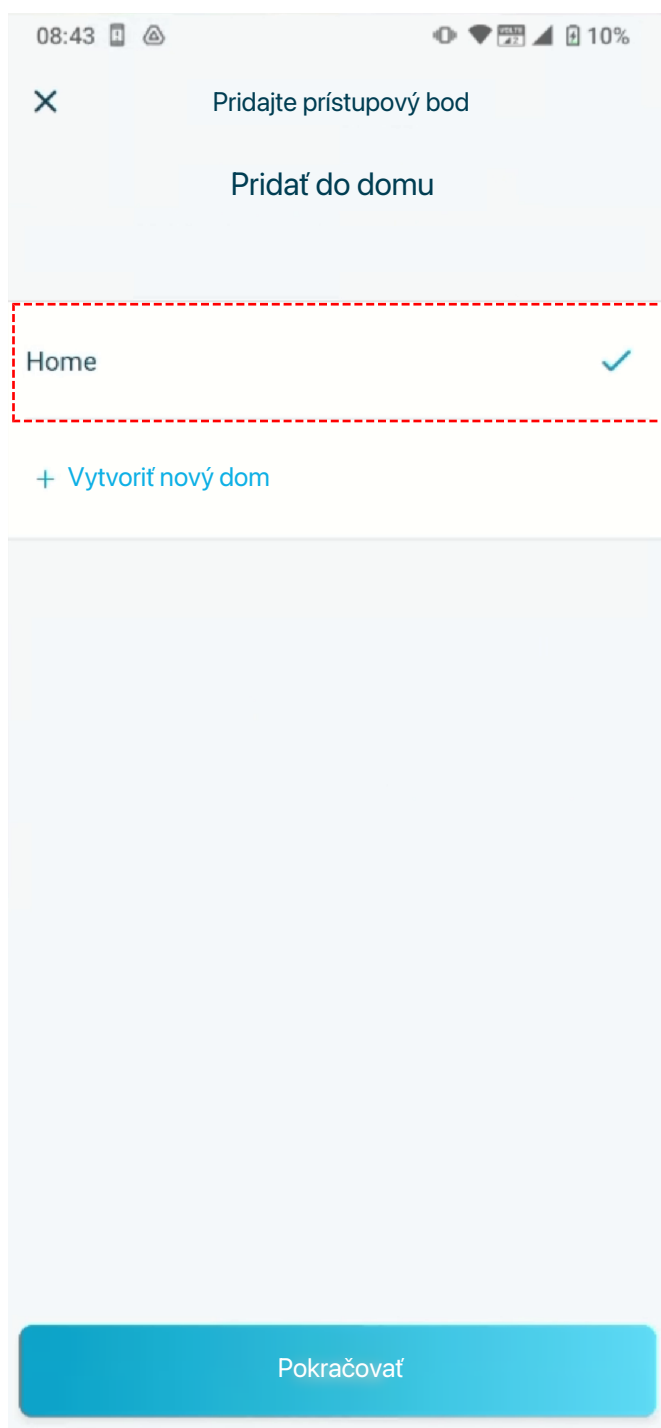 08:43 10%
Pridajte prístupový bod
Pridať do domu
Home
+ Vytvoriť nový dom
Pokračovať